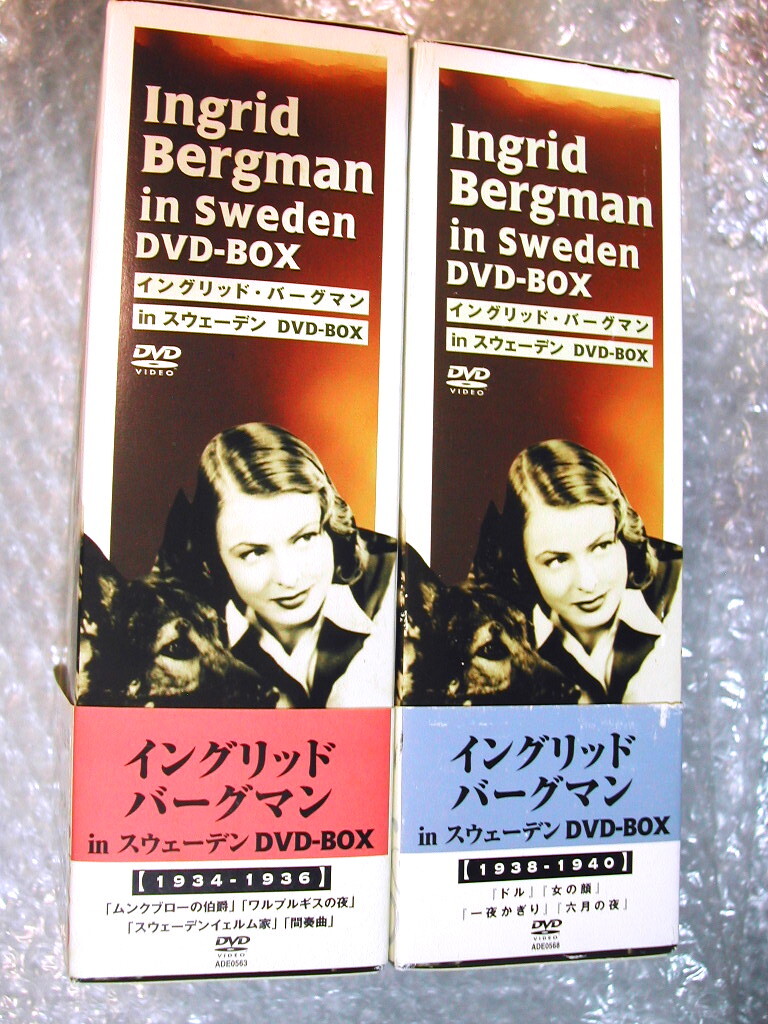 Ingrid
Bergman
in Sweden
DVD-BOX
イングリッド・バーグマン
in スウェーデン DVD-BOX
DVD
VIDEO
イングリッド
バーグマン
in スウェーデン DVD-BOX
【1934-1936】
「ムンクブローの伯爵」「ワルプルギスの夜」
「スウェーデンイェルム家」「間奏曲」
DVD
VIDEO
ADE0563
Ingrid
Bergman
in Sweden
DVD-BOX
イングリッド・バーグマン
in スウェーデン DVD-BOX
DVD
VIDEO
イングリッド
バーグマン
in スウェーデン DVD-BOX
【1938-1940】
「ドル」「女の顔」
「一夜かぎり」「六月の夜」
DVD
VIDEO
ADE0568